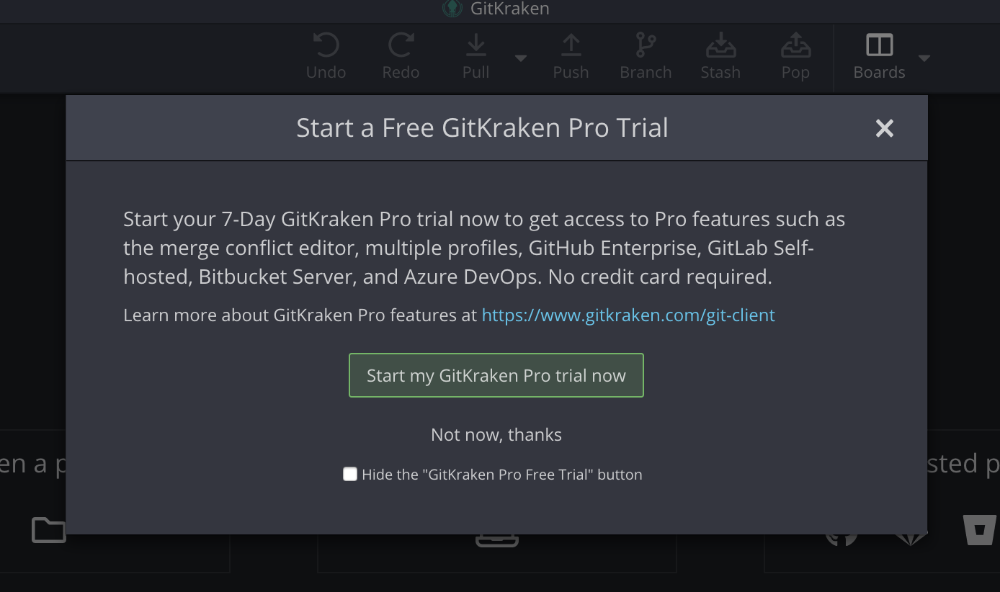 GitKraken
Undo Redo Pull Push Branch Stash Pop Boards
Start a Free GitKraken Pro Trial
Start your 7-Day GitKraken Pro trial now to get access to Pro features such as
the merge conflict editor, multiple profiles, GitHub Enterprise, GitLab Self-
hosted, Bitbucket Server, and Azure DevOps. No credit card required.
Learn more about GitKraken Pro features at https://www.gitkraken.com/git-client
Start my GitKraken Pro trial now
Not now, thanks
en a p
sted p
Hide the "GitKraken Pro Free Trial" button